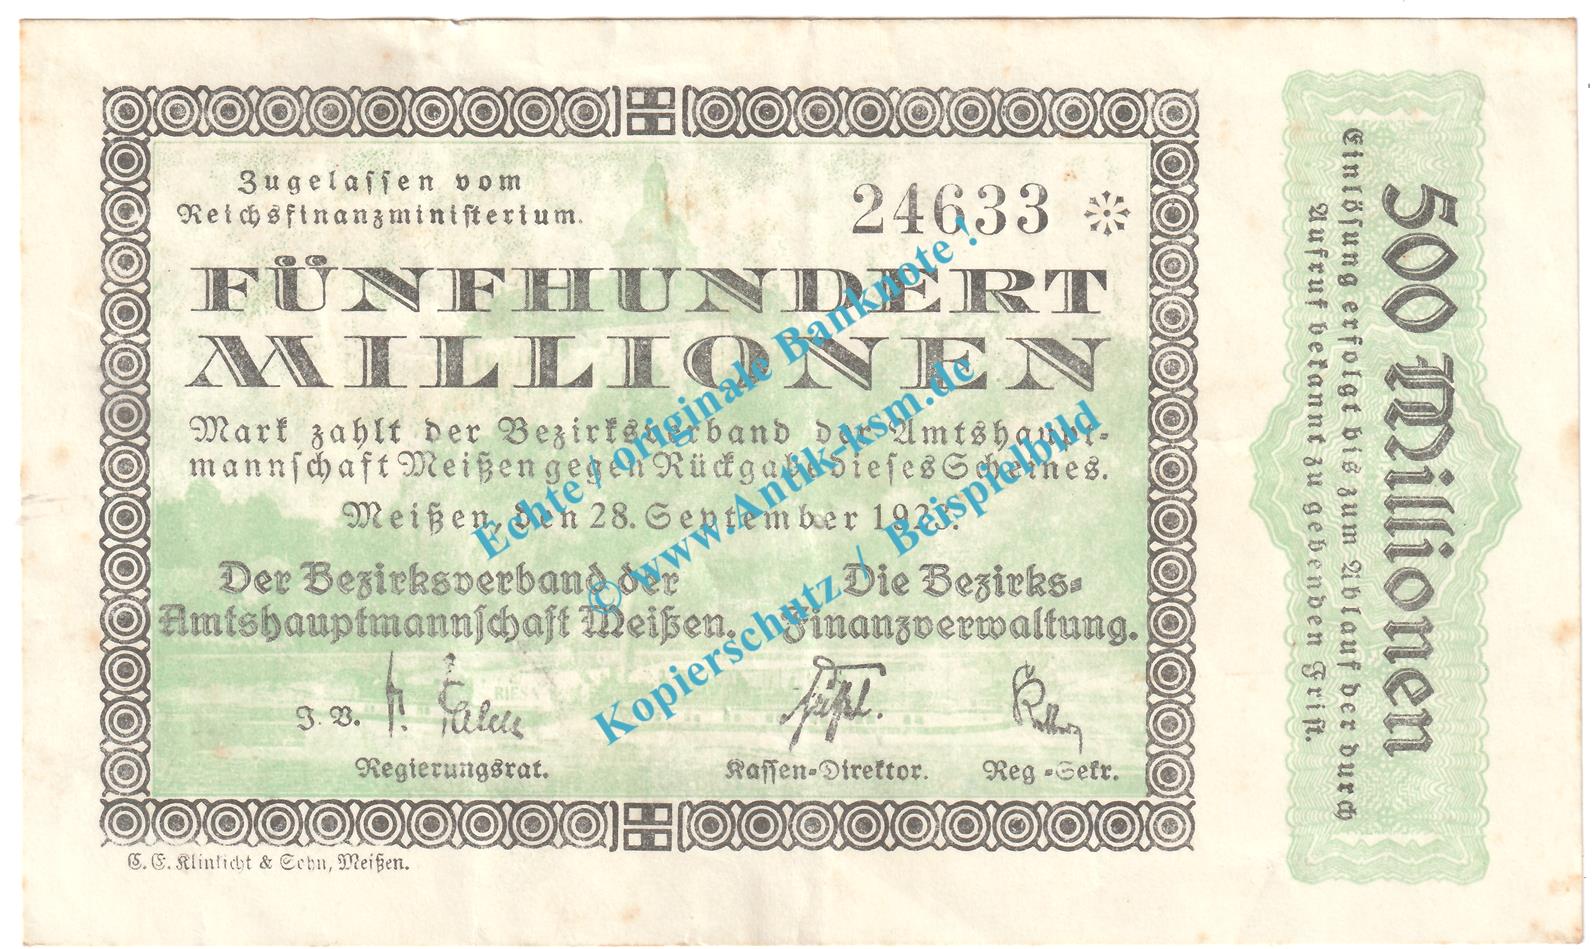 Zugelassen vom
Reichsfinanzministerium.
24633
FÜNFHUNDERT
MILLIONEN
Mark zahlt der Bezirksverband der Amtshaupt-
mannschaft Meißen gegen Rückgabe dieses Scheines.
Meißen, den 28. September 1923.
Der Bezirksverband der
Amtshauptmannschaft Meißen.
Die Bezirks-
Finanzverwaltung.
J. V.
Regierungsrat.
Kassen-Direktor.
Reg.-Sekr.
C. E. Klinkicht & Sohn, Meißen.
500 Millionen
Einlösung erfolgt bis zum Ablauf der durch
Aufruf bekannt zu gebenden Frist.
Echte / originale Banknote !
© www.Antik-ksm.de
Kopierschutz / Beispielbild